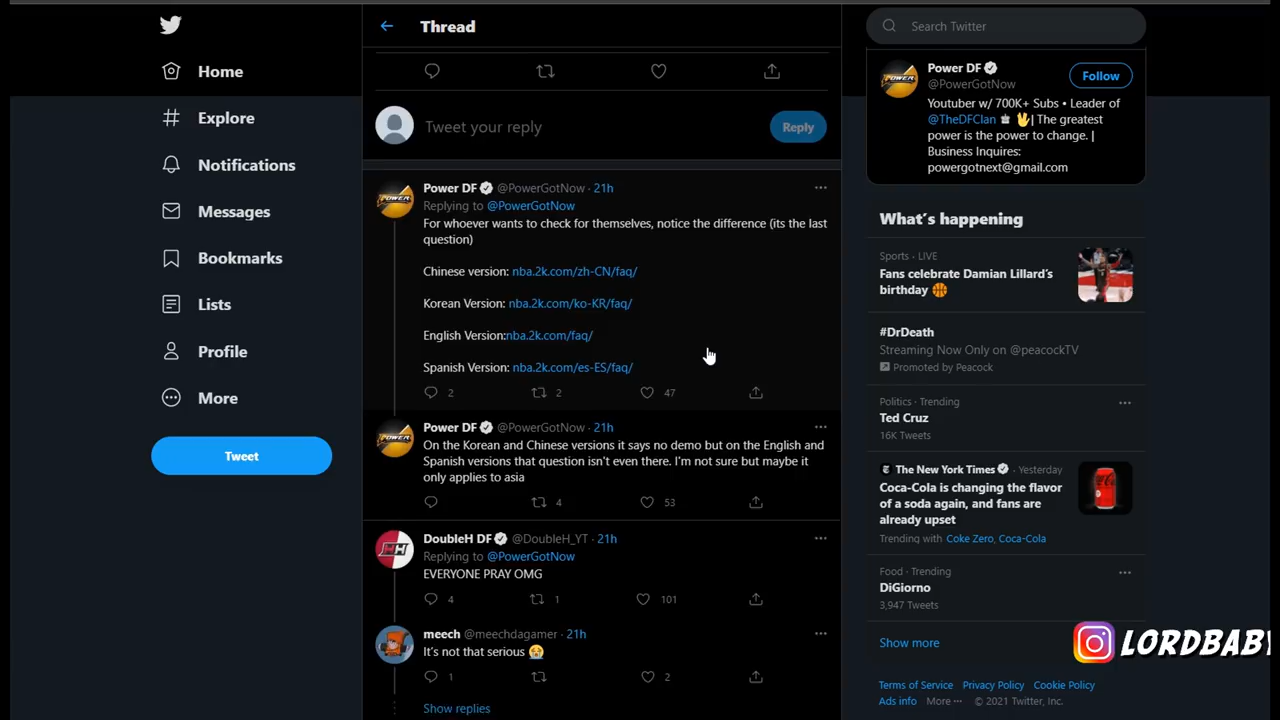 Home
Explore
Notifications
Messages
Bookmarks
Lists
Profile
More
Tweet
Thread
Tweet your reply
Reply
Power DF @PowerGotNow · 21h
Replying to @PowerGotNow
For whoever wants to check for themselves, notice the difference (its the last
question)
Chinese version: nba.2k.com/zh-CN/faq/
Korean Version: nba.2k.com/ko-KR/faq/
English Version:nba.2k.com/faq/
Spanish Version: nba.2k.com/es-ES/faq/
2 2 47
Power DF @PowerGotNow · 21h
On the Korean and Chinese versions it says no demo but on the English and
Spanish versions that question isn't even there. I'm not sure but maybe it
only applies to asia
4 53
DoubleH DF @DoubleH_YT · 21h
Replying to @PowerGotNow
EVERYONE PRAY OMG
4 1 101
meech @meechdagamer · 21h
It's not that serious 😭
1 2
Show replies
Search Twitter
POWER
Power DF
@PowerGotNow
Follow
Youtuber w/ 700K+ Subs • Leader of
@TheDFClan | The greatest
power is the power to change. |
Business Inquires:
powergotnext@gmail.com
What's happening
Sports · LIVE
Fans celebrate Damian Lillard's
birthday 🏀
#DrDeath
Streaming Now Only on @peacockTV
Promoted by Peacock
Politics · Trending
Ted Cruz
16K Tweets
The New York Times · Yesterday
Coca-Cola is changing the flavor
of a soda again, and fans are
already upset
Trending with Coke Zero, Coca-Cola
Food · Trending
DiGiorno
3,947 Tweets
Show more
LORDBABY
Terms of Service Privacy Policy Cookie Policy
Ads info More ··· © 2021 Twitter, Inc.